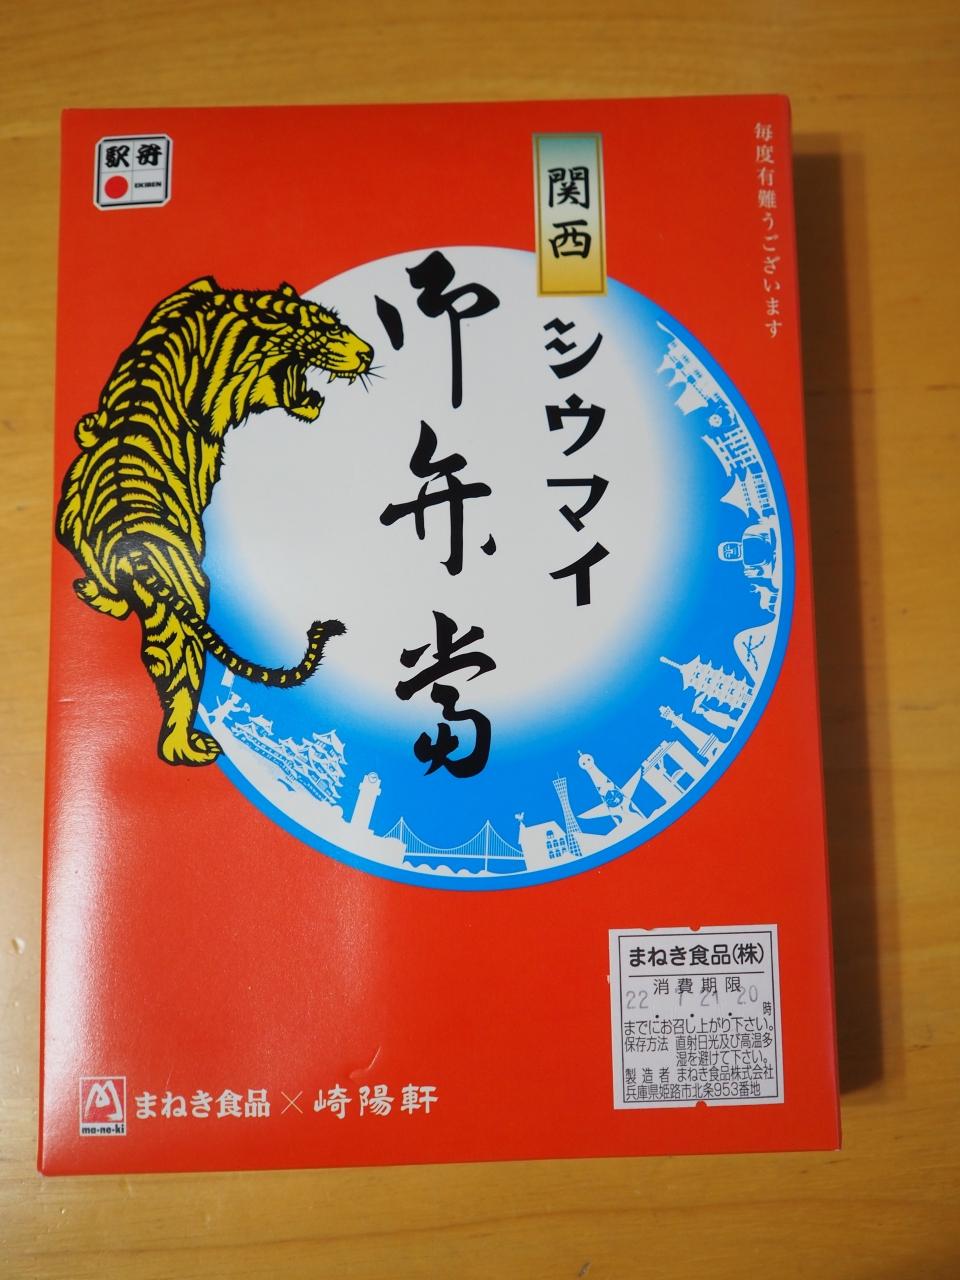 駅弁
EKIBEN
毎度有難うございます
関西
シウマイ
御弁當
まねき食品(株)
消費期限
22. 7. 21. 20時
までにお召し上がり下さい。
保存方法 直射日光及び高温多
湿を避けて下さい。
製造者 まねき食品株式会社
兵庫県姫路市北条953番地
ma-ne-ki
まねき食品×崎陽軒